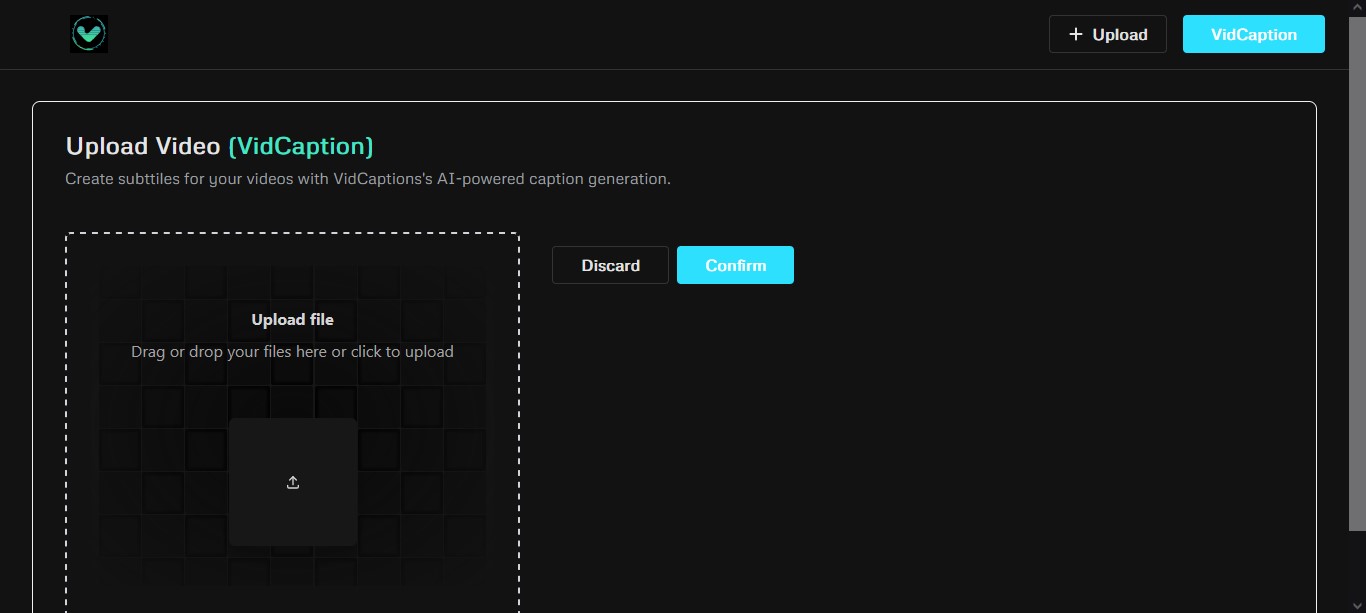 + Upload
VidCaption
Upload Video (VidCaption)
Create subttiles for your videos with VidCaptions's AI-powered caption generation.
Discard
Confirm
Upload file
Drag or drop your files here or click to upload